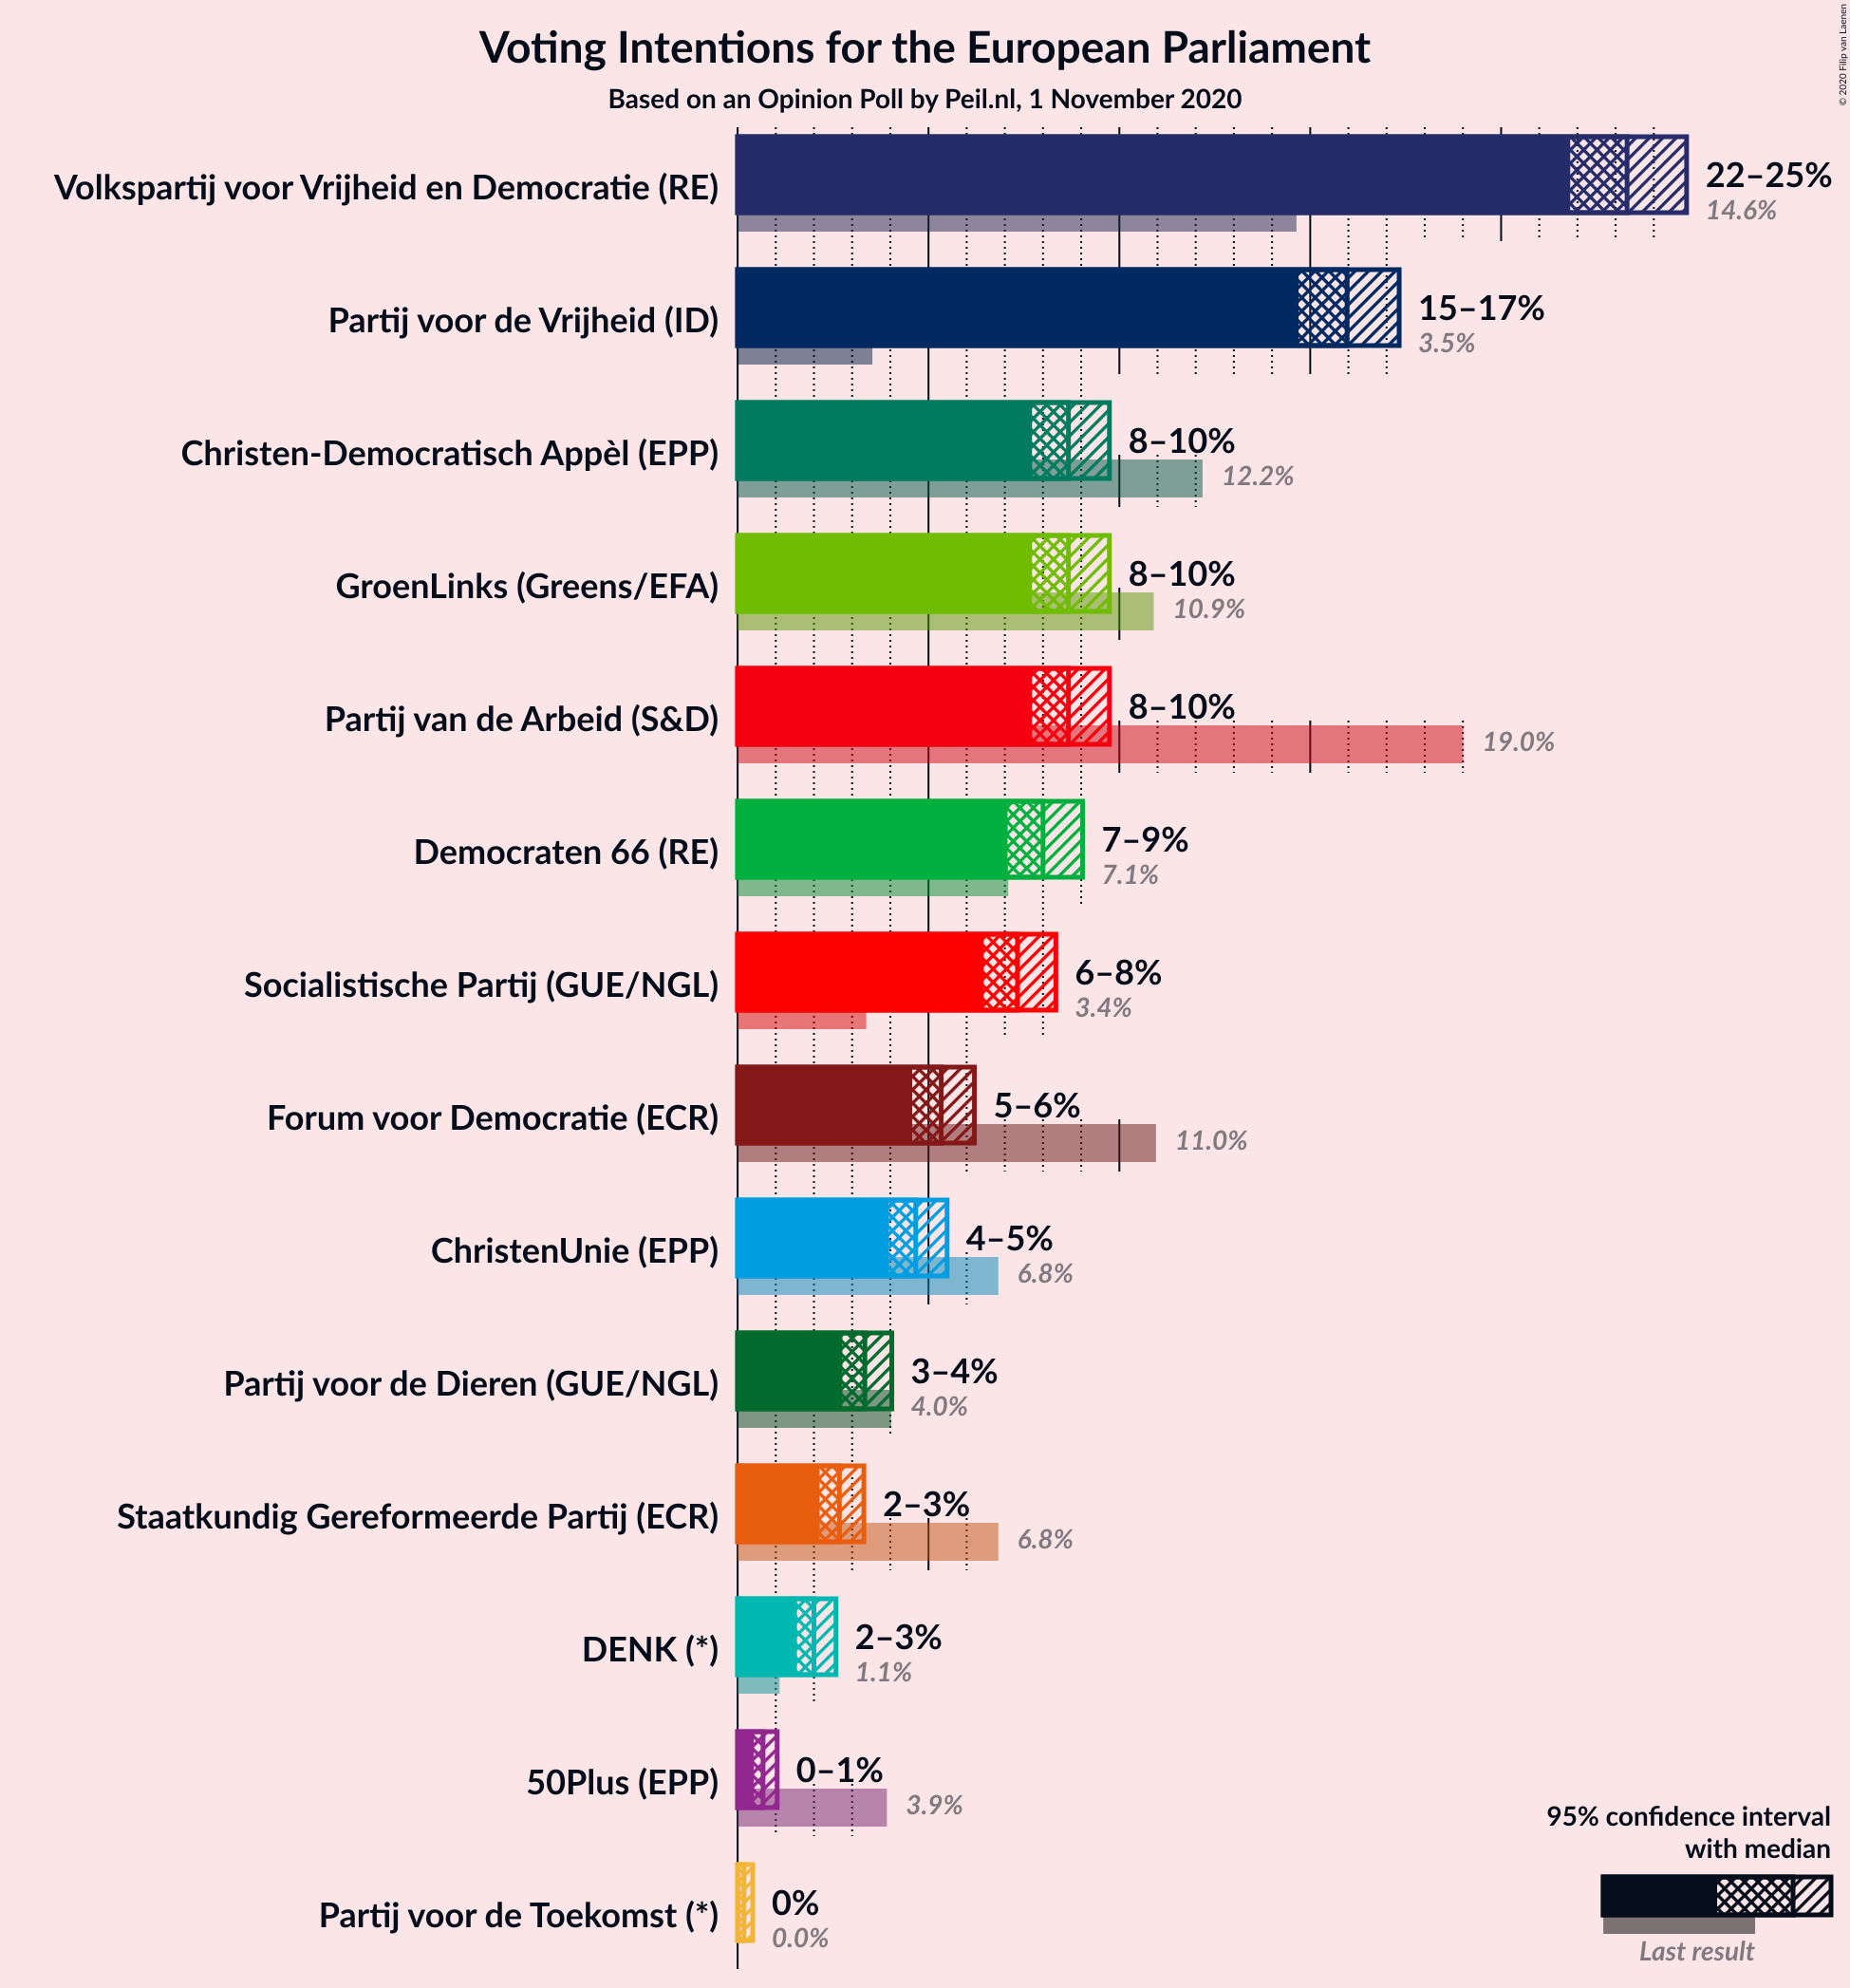 Voting Intentions for the European Parliament
Based on an Opinion Poll by Peil.nl, 1 November 2020
© 2020 Filip van Laenen
Volkspartij voor Vrijheid en Democratie (RE)
22–25%
14.6%
Partij voor de Vrijheid (ID)
15–17%
3.5%
Christen-Democratisch Appèl (EPP)
8–10%
12.2%
GroenLinks (Greens/EFA)
8–10%
10.9%
Partij van de Arbeid (S&D)
8–10%
19.0%
Democraten 66 (RE)
7–9%
7.1%
Socialistische Partij (GUE/NGL)
6–8%
3.4%
Forum voor Democratie (ECR)
5–6%
11.0%
ChristenUnie (EPP)
4–5%
6.8%
Partij voor de Dieren (GUE/NGL)
3–4%
4.0%
Staatkundig Gereformeerde Partij (ECR)
2–3%
6.8%
DENK (*)
2–3%
1.1%
50Plus (EPP)
0–1%
3.9%
Partij voor de Toekomst (*)
0%
0.0%
95% confidence interval
with median
Last result